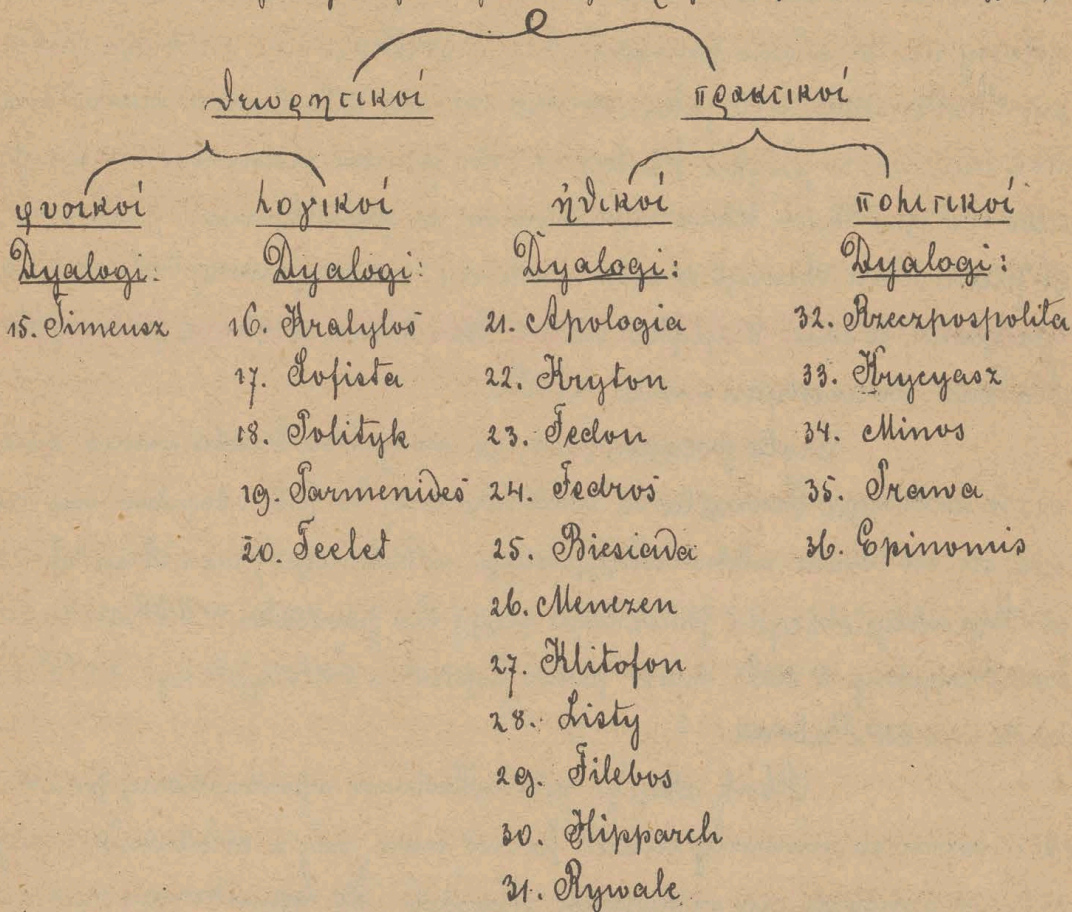 θεωρητικοί πρακτικοί
φυσικοί λογικοί ἠθικοί πολιτικοί
Dyalogi: Dyalogi: Dyalogi: Dyalogi:
15. Timeusz 16. Kratylos 21. Apologia 32. Rzeczpospolita
17. Sofista 22. Kryton 33. Krycyasz
18. Polityk 23. Fedon 34. Minos
19. Parmenides 24. Fedros 35. Prawa
20. Teetet 25. Biesiada 36. Epinomis
26. Menexen
27. Klitofon
28. Listy
29. Filebos
30. Hipparch
31. Rywale